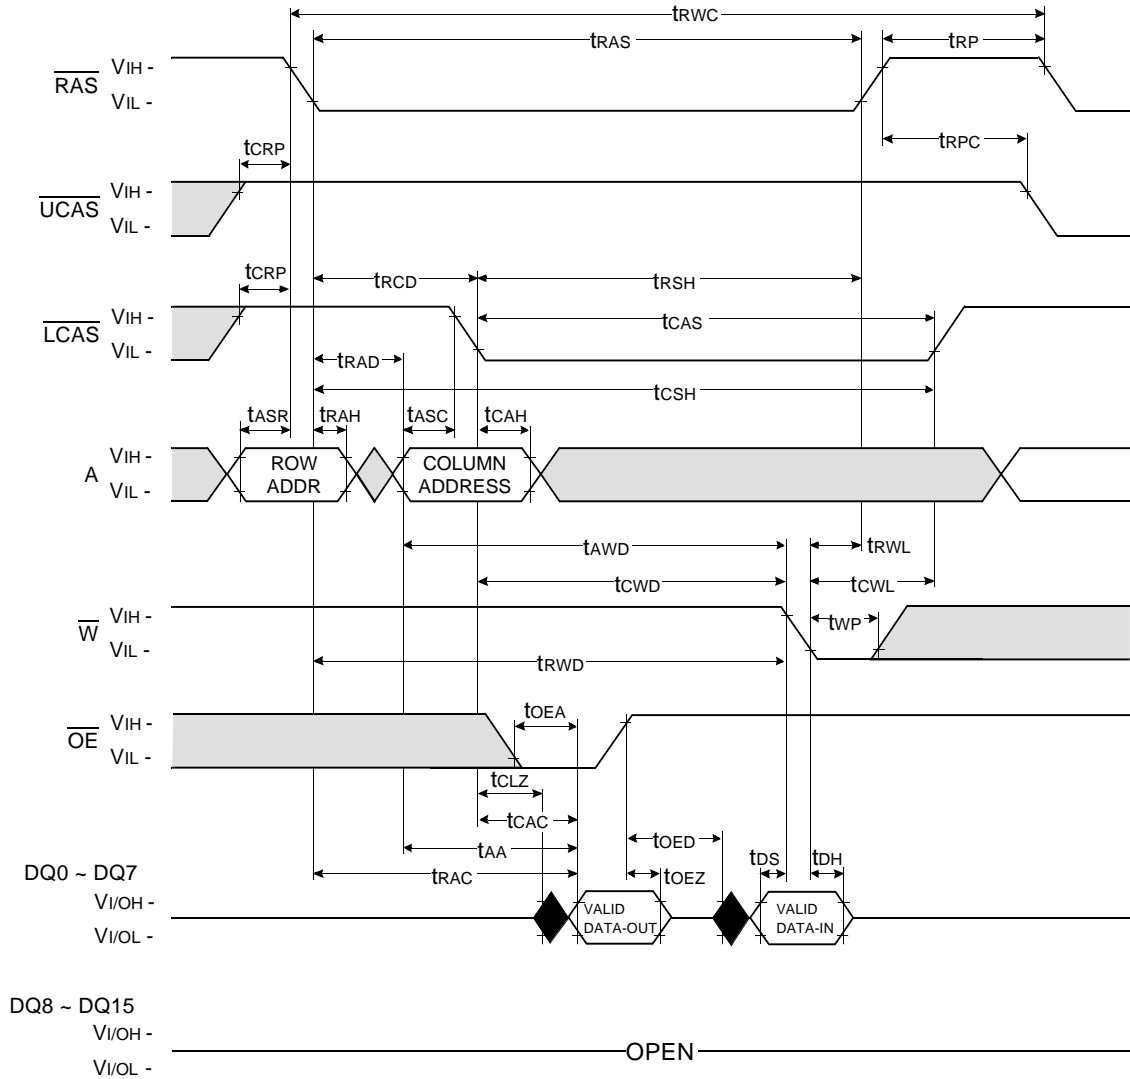 tRWC
tRAS
tRP
RAS
VIH -
VIL -
tCRP
tRPC
UCAS
VIH -
VIL -
tCRP
tRCD
tRSH
LCAS
VIH -
VIL -
tCAS
tRAD
tCSH
tASR
tRAH
tASC
tCAH
A
VIH -
VIL -
ROW
ADDR
COLUMN
ADDRESS
tAWD
tRWL
tCWD
tCWL
W
VIH -
VIL -
tWP
tRWD
OE
VIH -
VIL -
tOEA
tCLZ
tCAC
tOED
tAA
tDS
tDH
DQ0 ~ DQ7
tRAC
tOEZ
VI/OH -
VI/OL -
VALID
DATA-OUT
VALID
DATA-IN
DQ8 ~ DQ15
VI/OH -
VI/OL -
OPEN